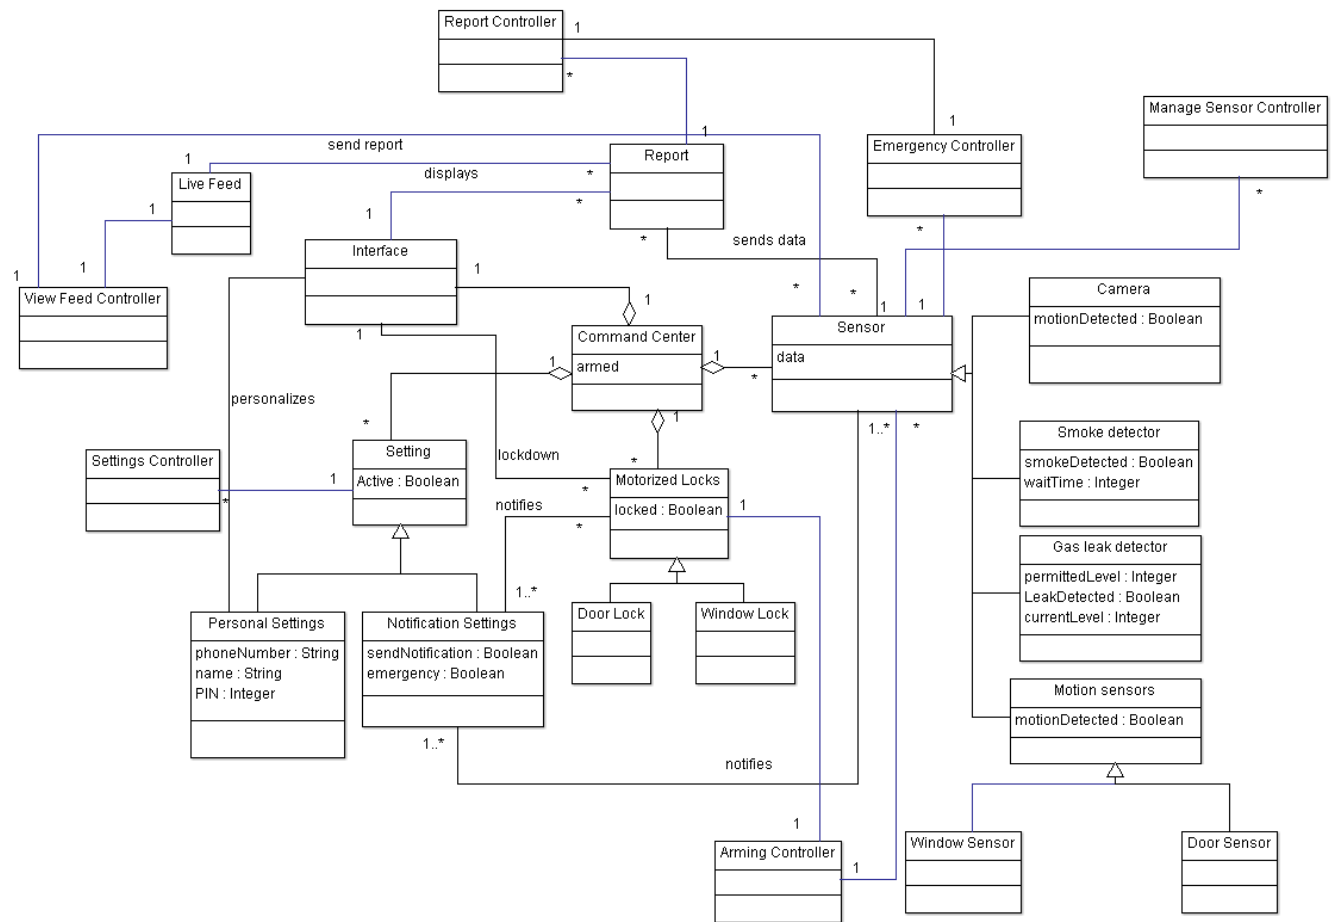 Report Controller
1
*
Manage Sensor Controller
*
1
1
Emergency Controller
*
send report
1
Report
*
*
*
displays
Live Feed
1
1
1
Interface
1
sends data
1
View Feed Controller
1
1
*
*
1
1
Camera
motionDetected : Boolean
Command Center
armed
1
1
1
*
Sensor
data
1..*
*
personalizes
*
Settings Controller
*
1
Setting
Active : Boolean
lockdown
*
*
Motorized Locks
locked : Boolean
1
notifies
*
1..*
Smoke detector
smokeDetected : Boolean
waitTime : Integer
Gas leak detector
permittedLevel : Integer
LeakDetected : Boolean
currentLevel : Integer
Door Lock
Window Lock
Personal Settings
phoneNumber : String
name : String
PIN : Integer
Notification Settings
sendNotification : Boolean
emergency : Boolean
1..*
notifies
Motion sensors
motionDetected : Boolean
1
Arming Controller
1
Window Sensor
Door Sensor